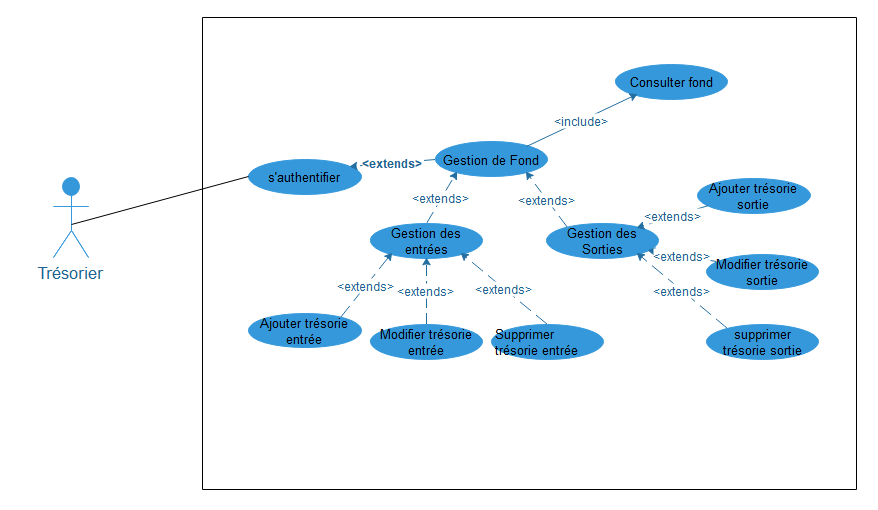 Consulter fond
<include>
Gestion de Fond
<extends>
s'authentifier
<extends>
<extends>
Ajouter trésorie
sortie
<extends>
Gestion des
entrées
Gestion des
Sorties
<extends>
Modifier trésorie
sortie
Trésorier
<extends>
<extends>
<extends>
<extends>
Ajouter trésorie
entrée
Modifier trésorie
entrée
Supprimer
trésorie entrée
supprimer
trésorie sortie